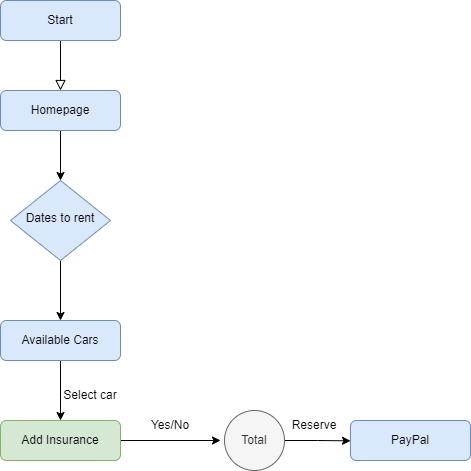 Start
Homepage
Dates to rent
Available Cars
Select car
Add Insurance
Yes/No
Total
Reserve
PayPal